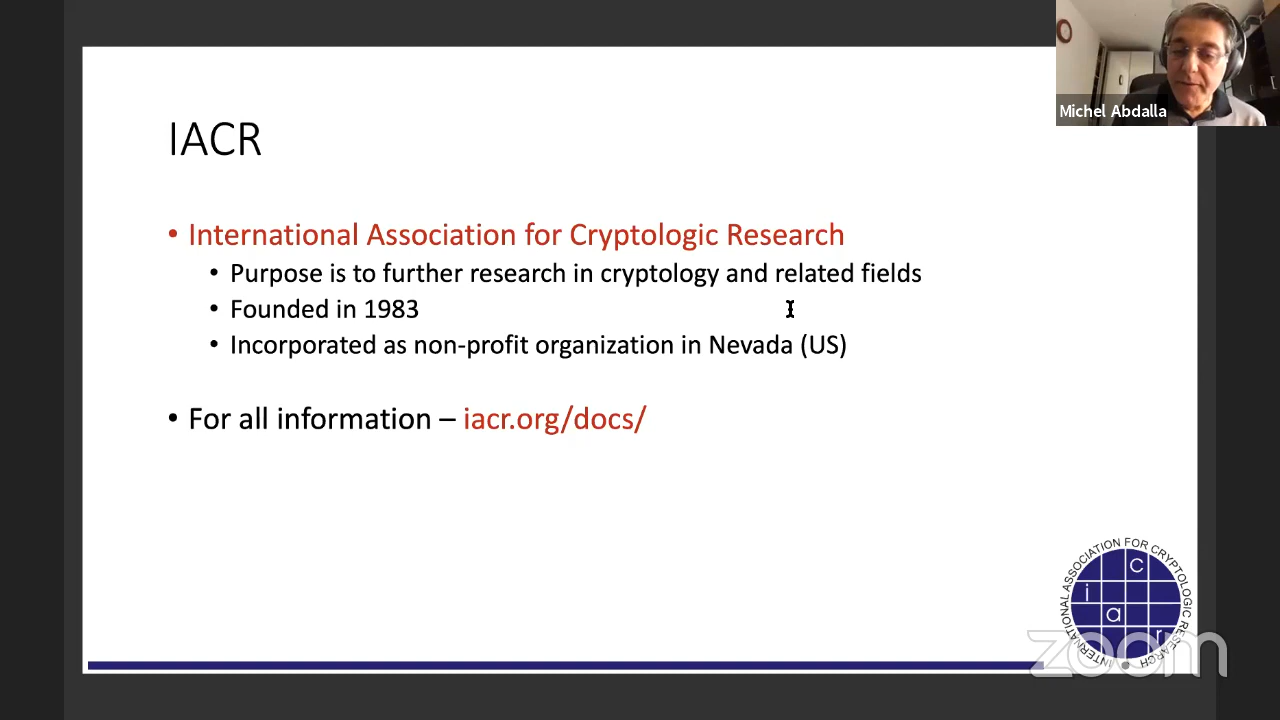 Michel Abdalla
IACR
• International Association for Cryptologic Research
• Purpose is to further research in cryptology and related fields
• Founded in 1983
• Incorporated as non-profit organization in Nevada (US)
• For all information – iacr.org/docs/
INTERNATIONAL ASSOCIATION FOR CRYPTOLOGIC RESEARCH
c
i
a
r
zoom